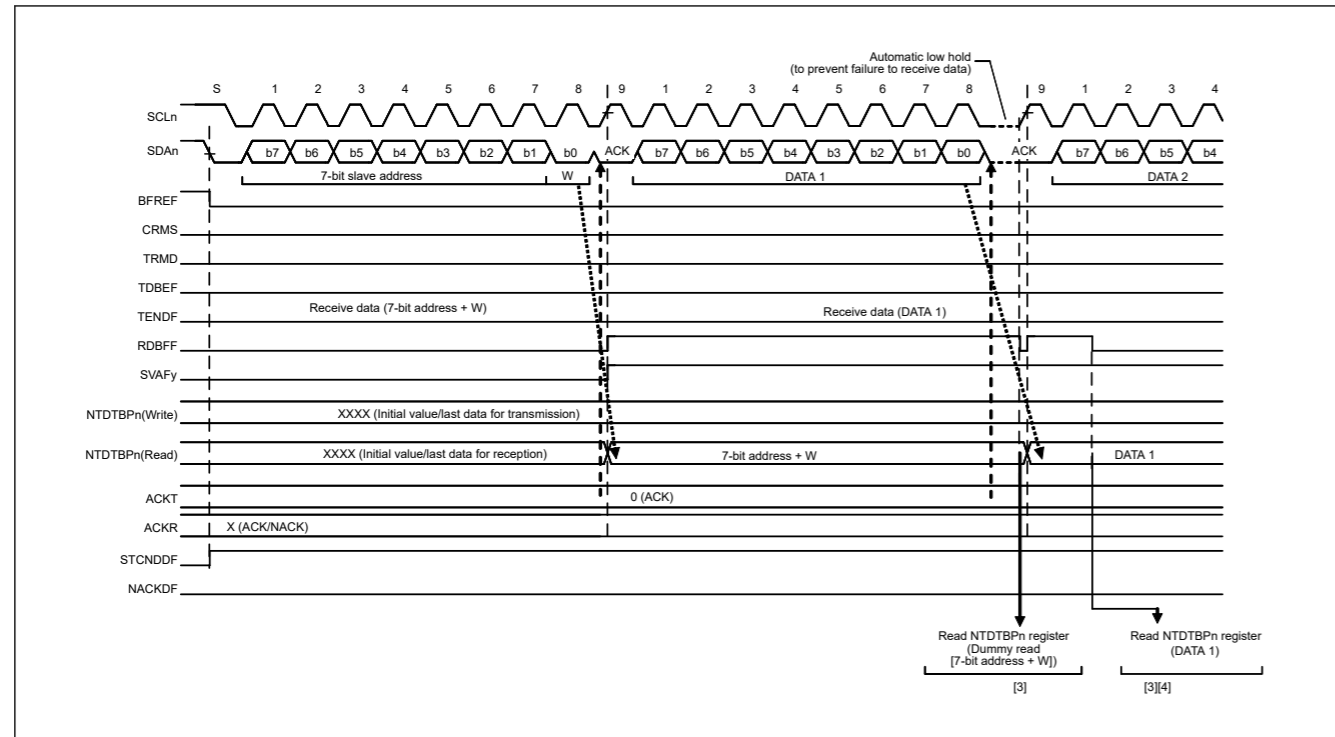 Automatic low hold
(to prevent failure to receive data)
S 1 2 3 4 5 6 7 8 9 1 2 3 4 5 6 7 8 9 1 2 3 4
SCLn
SDAn b7 b6 b5 b4 b3 b2 b1 b0 ACK b7 b6 b5 b4 b3 b2 b1 b0 ACK b7 b6 b5 b4
7-bit slave address W DATA 1 DATA 2
BFREF
CRMS
TRMD
TDBEF
Receive data (7-bit address + W) Receive data (DATA 1)
TENDF
RDBFF
SVAFy
NTDTBPn(Write) XXXX (Initial value/last data for transmission)
NTDTBPn(Read) XXXX (Initial value/last data for reception) 7-bit address + W DATA 1
ACKT 0 (ACK)
ACKR X (ACK/NACK)
STCNDDF
NACKDF
Read NTDTBPn register
(Dummy read
[7-bit address + W])
[3]
Read NTDTBPn register
(DATA 1)
[3][4]